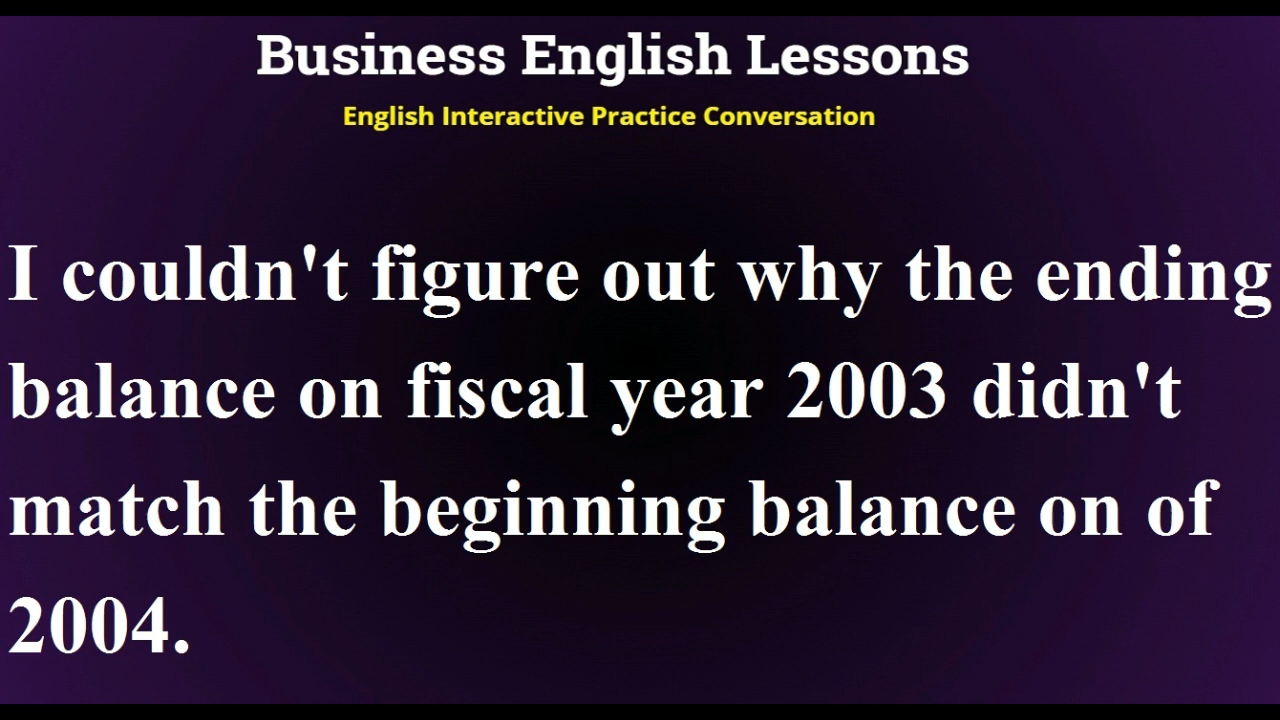 Business English Lessons
English Interactive Practice Conversation
I couldn't figure out why the ending
balance on fiscal year 2003 didn't
match the beginning balance on of
2004.